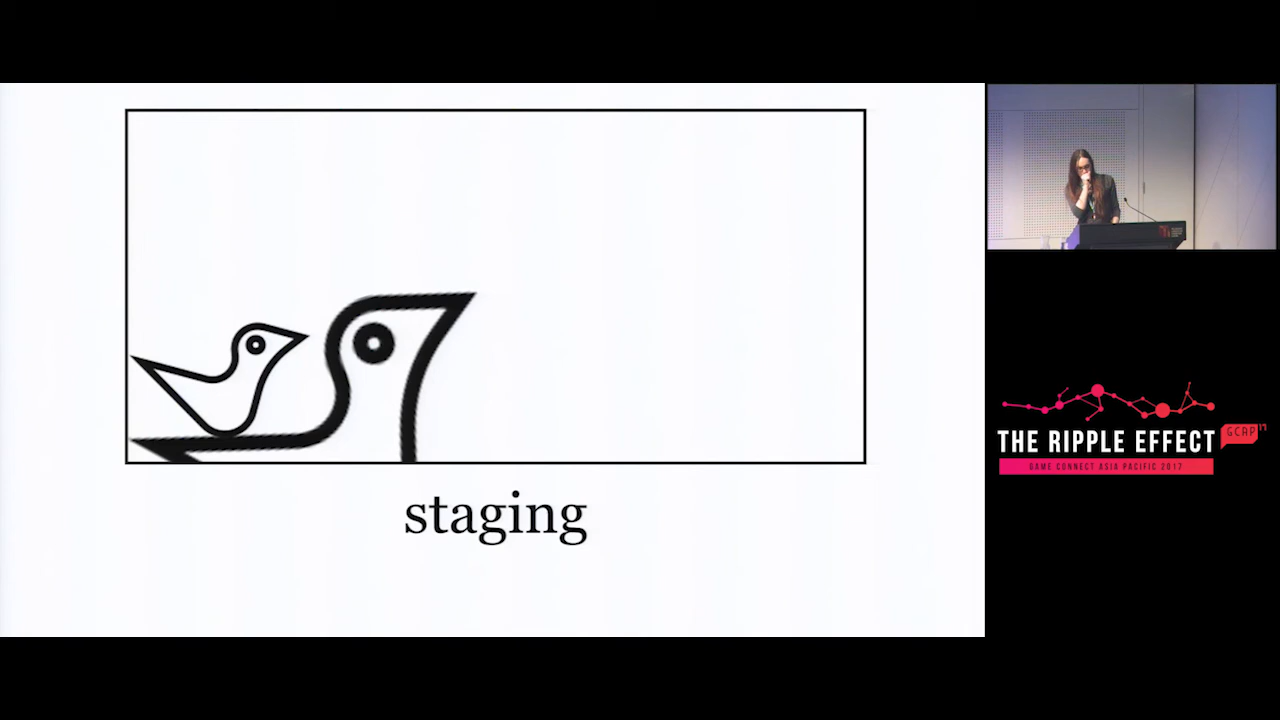 staging
THE RIPPLE EFFECT
GCAP 17
GAME CONNECT ASIA PACIFIC 2017